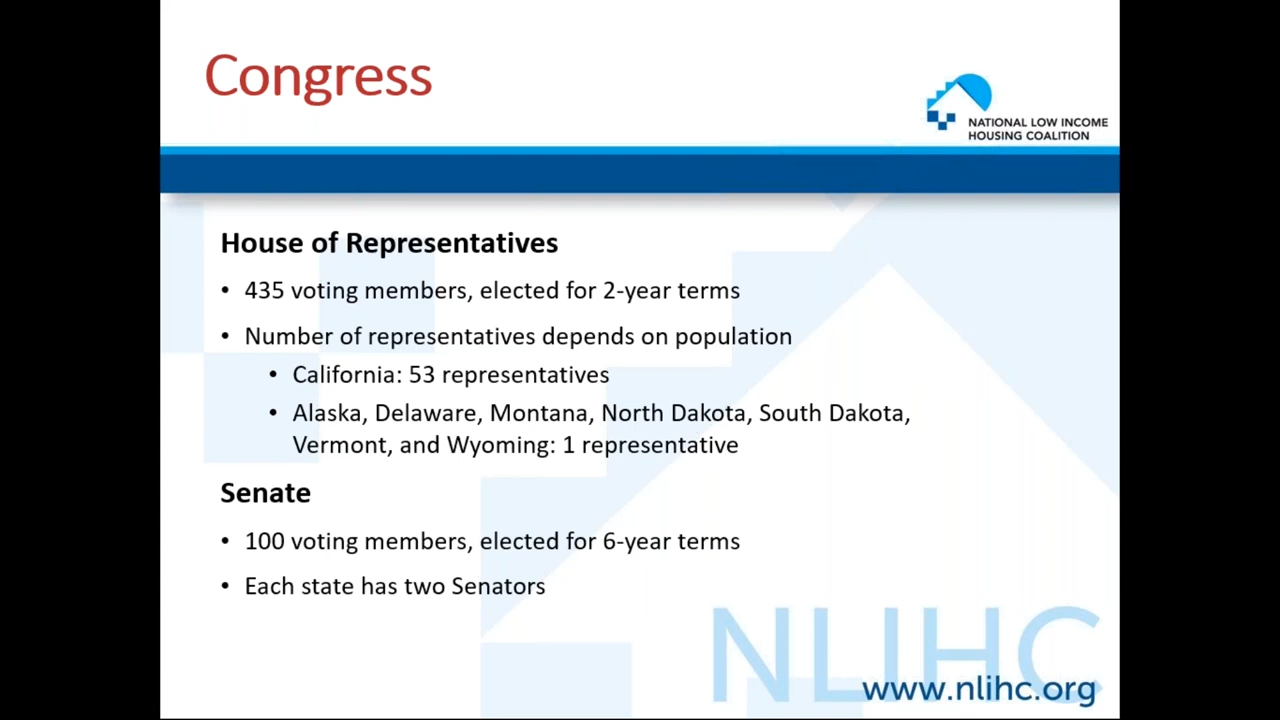 Congress
NATIONAL LOW INCOME
HOUSING COALITION
House of Representatives
• 435 voting members, elected for 2-year terms
• Number of representatives depends on population
• California: 53 representatives
• Alaska, Delaware, Montana, North Dakota, South Dakota,
Vermont, and Wyoming: 1 representative
Senate
• 100 voting members, elected for 6-year terms
• Each state has two Senators
NLIHC
www.nlihc.org